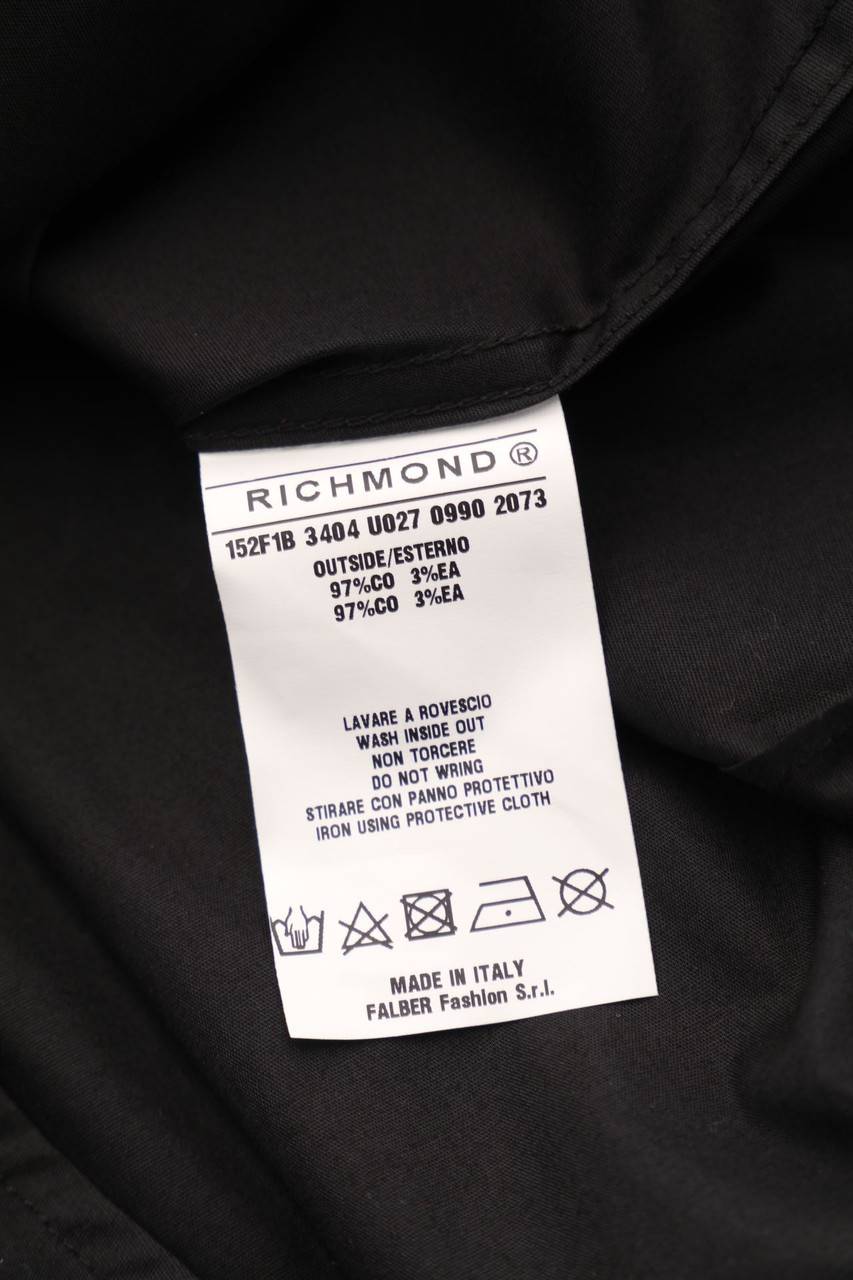 RICHMOND ®
152F1B 3404 U027 0990 2073
OUTSIDE/ESTERNO
97%CO 3%EA
97%CO 3%EA
LAVARE A ROVESCIO
WASH INSIDE OUT
NON TORCERE
DO NOT WRING
STIRARE CON PANNO PROTETTIVO
IRON USING PROTECTIVE CLOTH
MADE IN ITALY
FALBER Fashion S.r.l.